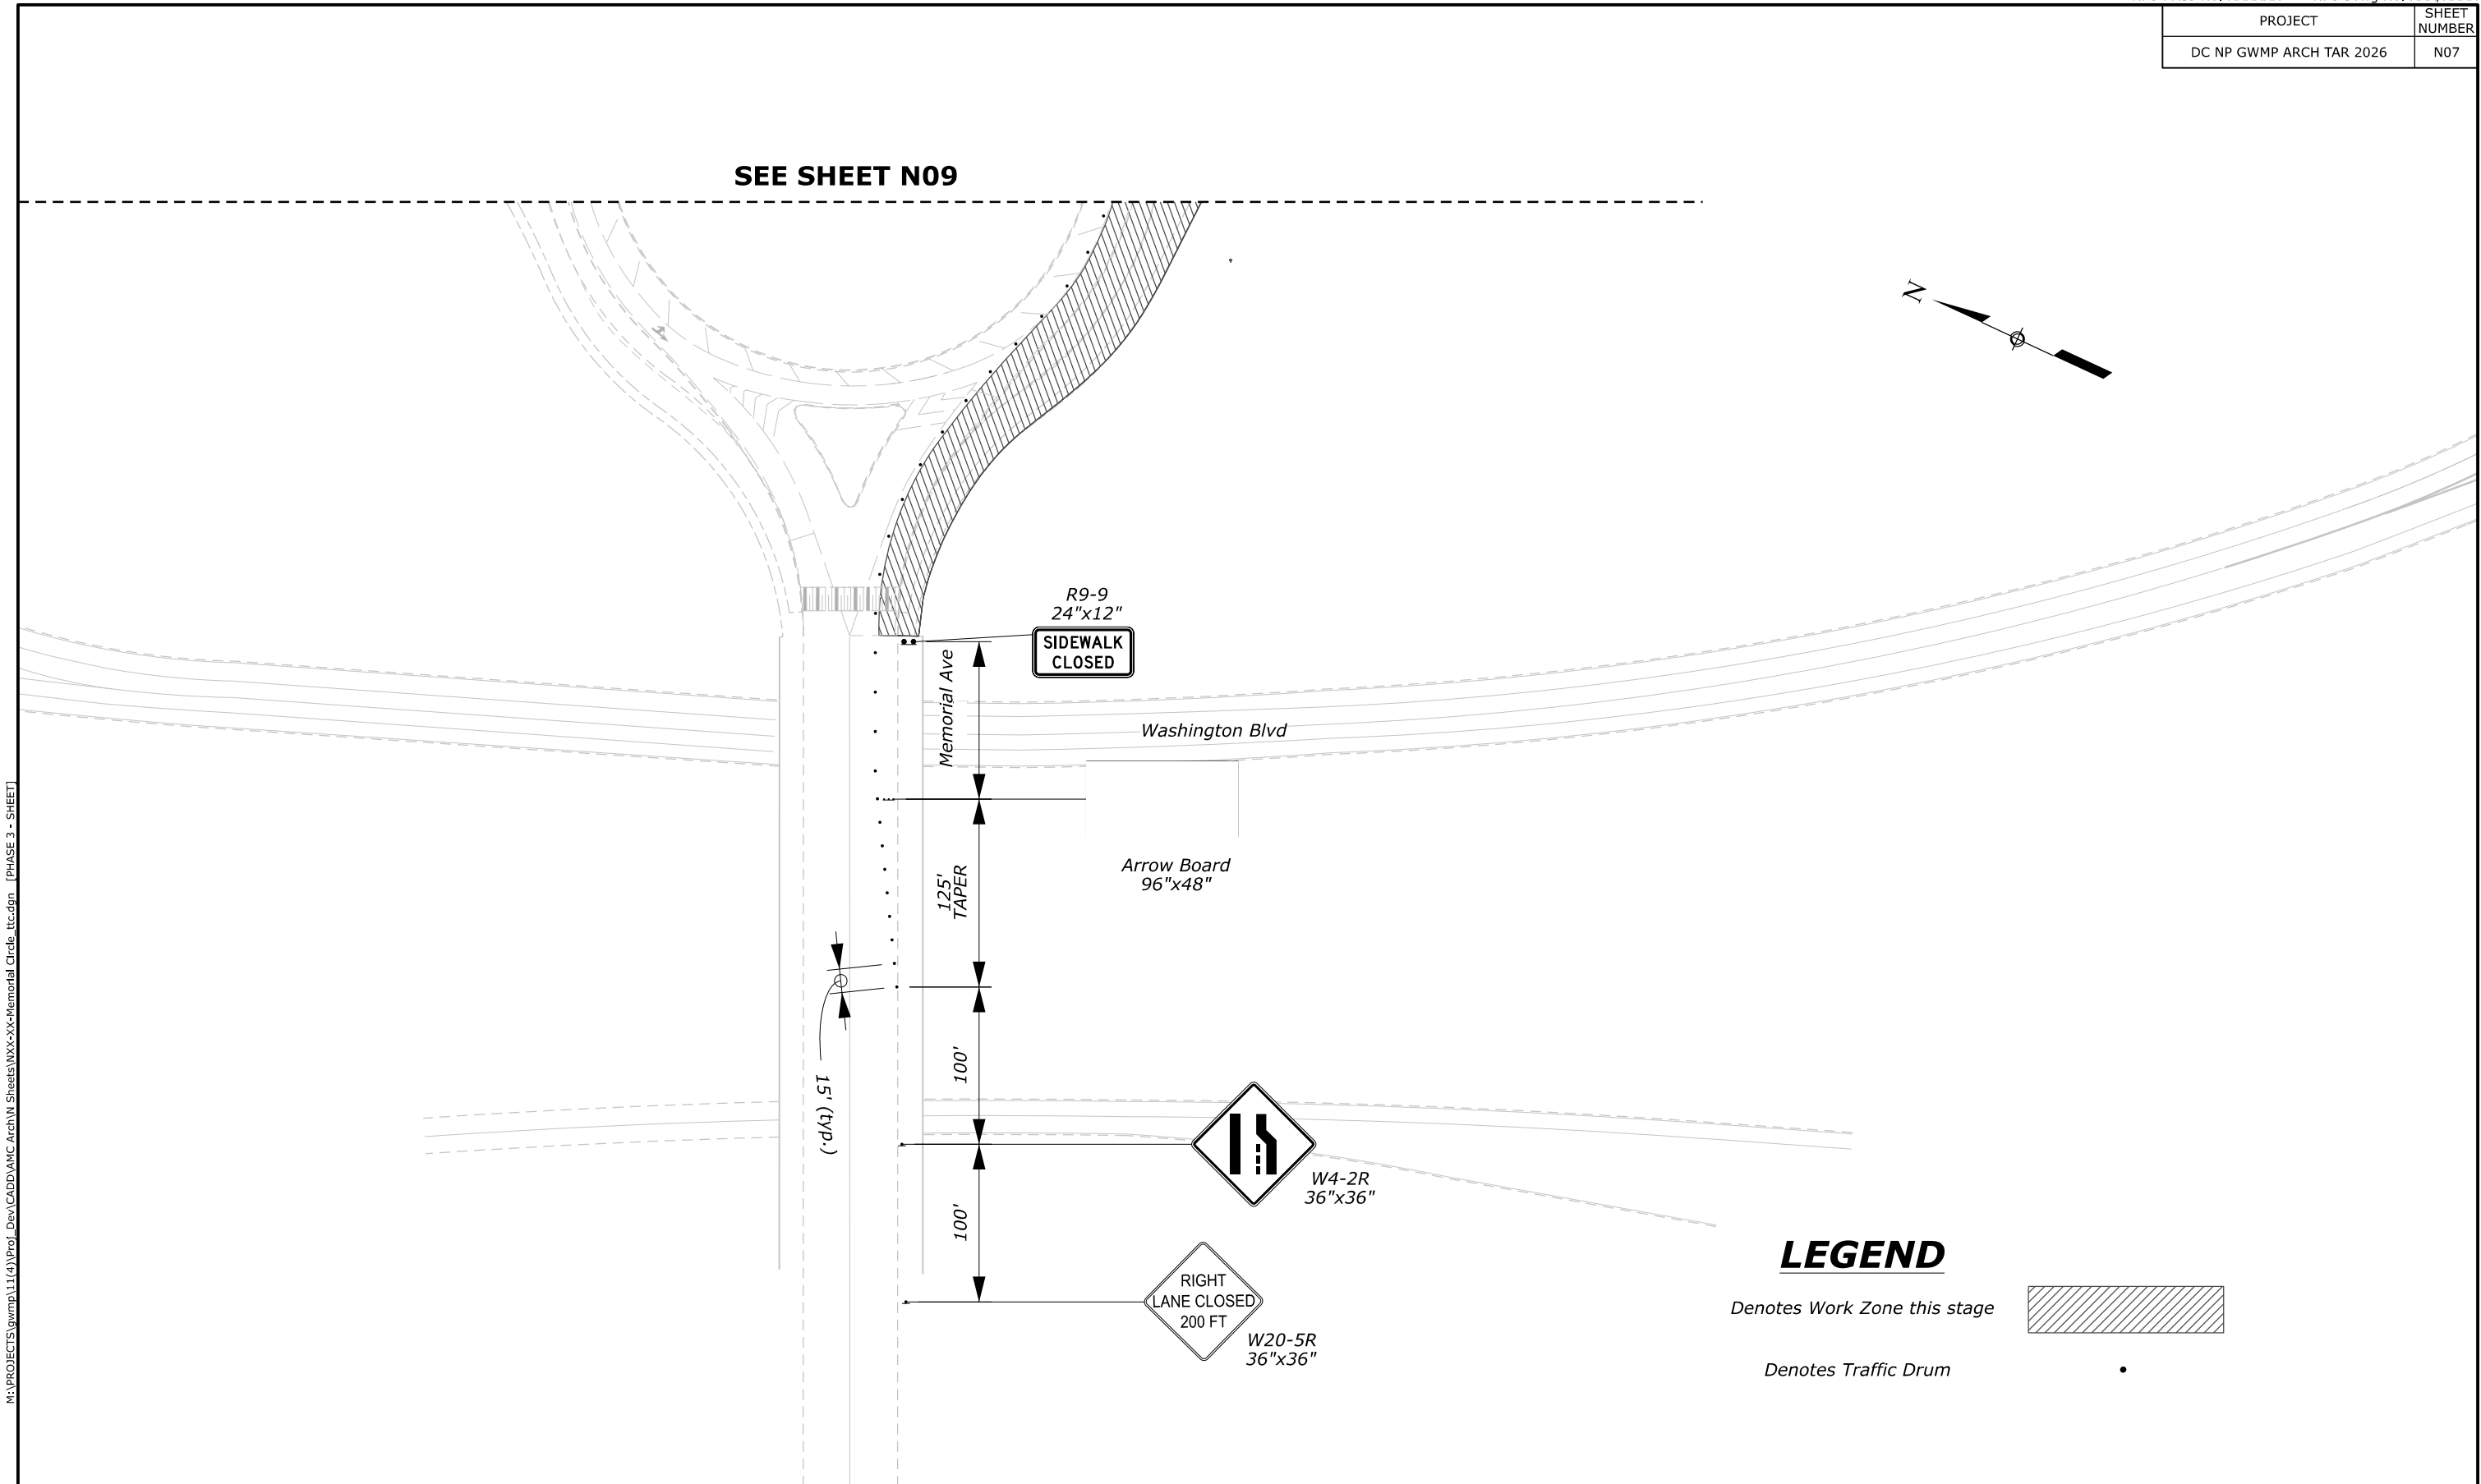 PROJECT
SHEET
NUMBER
DC NP GWMP ARCH TAR 2026
N07
SEE SHEET N09
N
R9-9
24"x12"
SIDEWALK
CLOSED
Memorial Ave
Washington Blvd
Arrow Board
96"x48"
125'
TAPER
15' (typ.)
100'
W4-2R
36"x36"
100'
RIGHT
LANE CLOSED
200 FT
W20-5R
36"x36"
LEGEND
Denotes Work Zone this stage
Denotes Traffic Drum
M:\PROJECTS\gwmp\11(4)\Proj_Dev\CADD\AMC Arch\N Sheets\NXX-XX-Memorial Circle_ttc.dgn [PHASE 3 - SHEET]